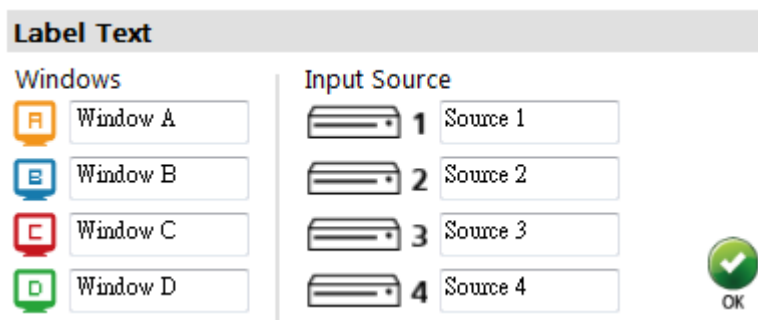 Label Text
Windows
A Window A
B Window B
C Window C
D Window D
Input Source
1 Source 1
2 Source 2
3 Source 3
4 Source 4
OK